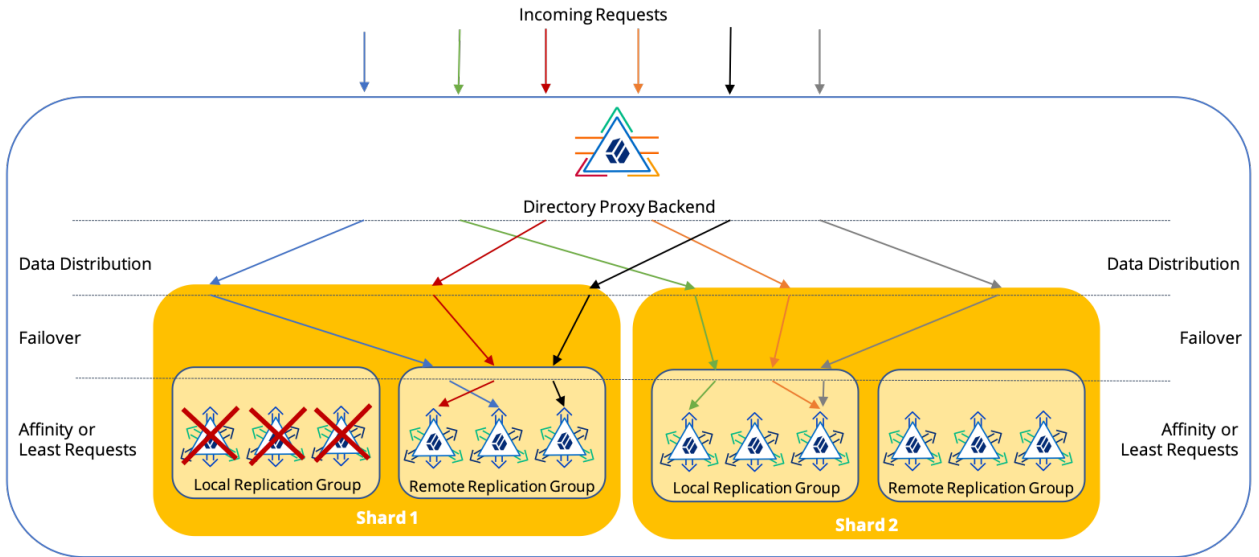 Incoming Requests
Directory Proxy Backend
Data Distribution
Data Distribution
Failover
Failover
Affinity or
Least Requests
Affinity or
Least Requests
Local Replication Group
Remote Replication Group
Local Replication Group
Remote Replication Group
Shard 1
Shard 2